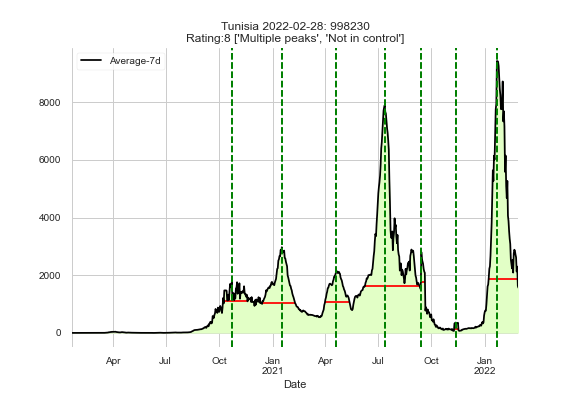 Tunisia 2022-02-28: 998230
Rating:8 ['Multiple peaks', 'Not in control']
Average-7d
8000
6000
4000
2000
0
Apr
Jul
Oct
Jan
2021
Apr
Jul
Oct
Jan
2022
Date